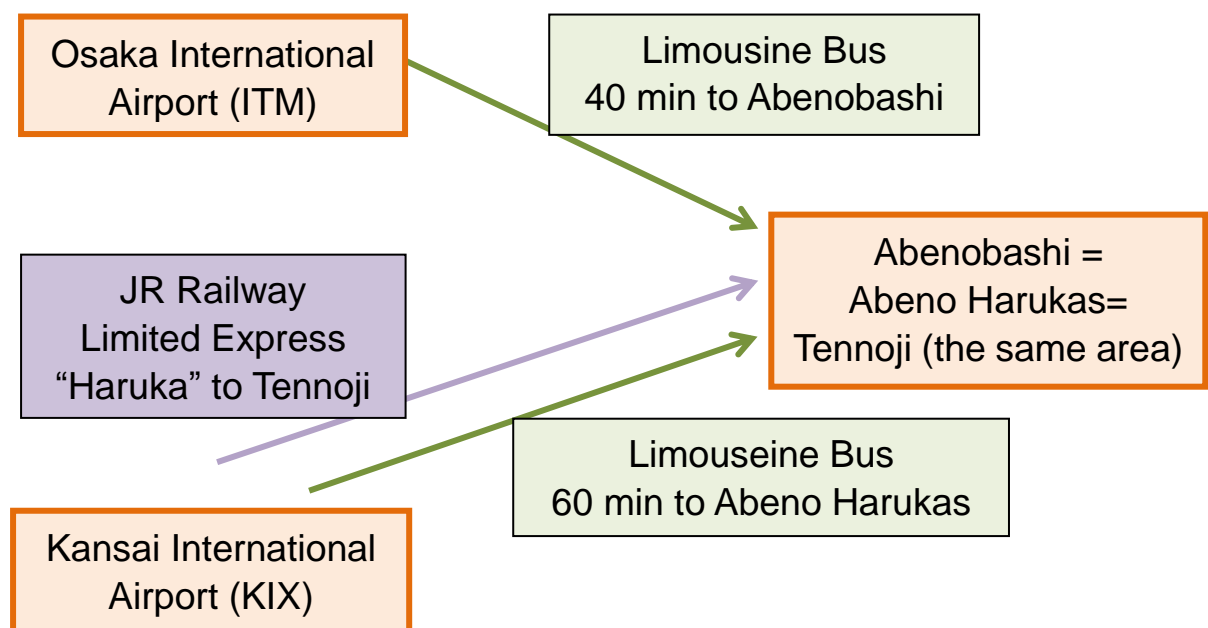 Osaka International
Airport (ITM)
Limousine Bus
40 min to Abenobashi
Abenobashi =
Abeno Harukas=
Tennoji (the same area)
JR Railway
Limited Express
“Haruka” to Tennoji
Limouseine Bus
60 min to Abeno Harukas
Kansai International
Airport (KIX)